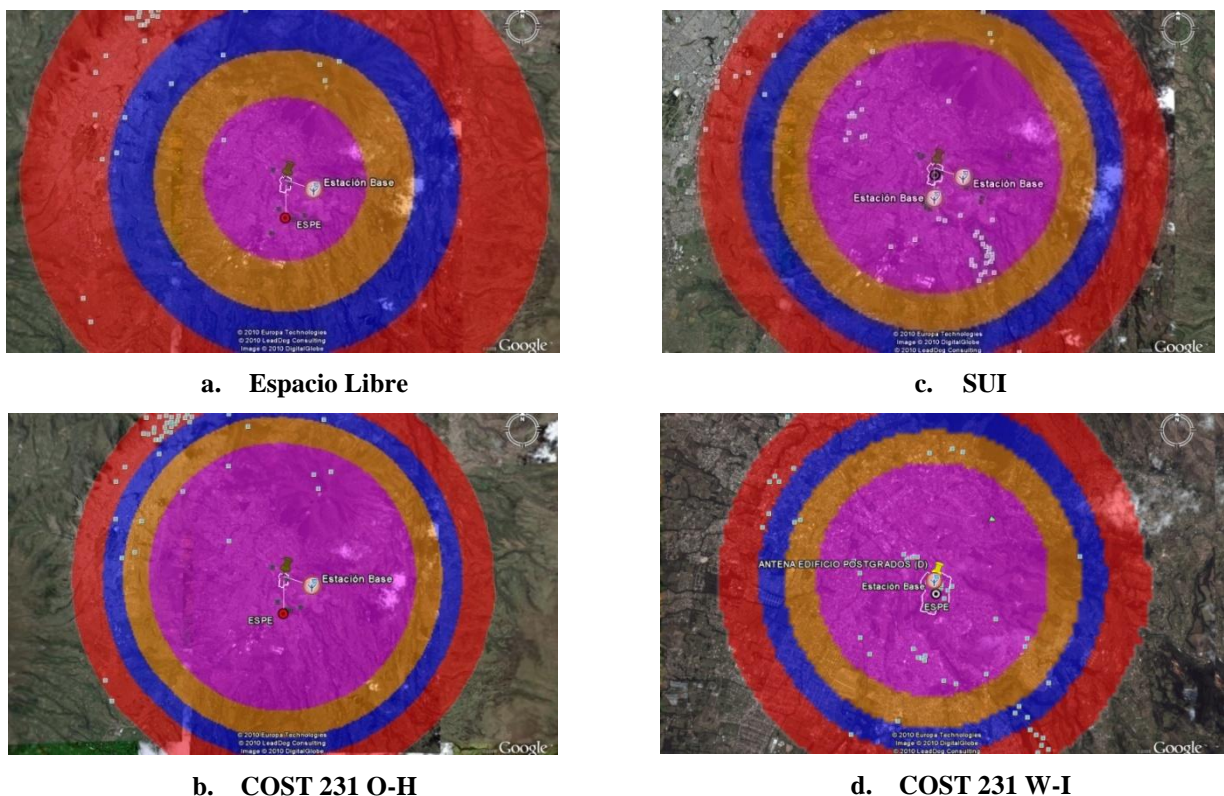 Estación Base
ESPE
© 2010 Europa Technologies
© 2010 LeadDog Consulting
Image © 2010 DigitalGlobe
Google
a. Espacio Libre
Estación Base
Estación Base
© 2010 Europa Technologies
© 2010 LeadDog Consulting
Image © 2010 DigitalGlobe
Google
c. SUI
Estación Base
ESPE
© 2010 Europa Technologies
© 2010 LeadDog Consulting
Image © 2010 DigitalGlobe
Google
b. COST 231 O-H
ANTENA EDIFICIO POSTGRADOS (D)
Estación Base
ESPE
© 2010 Europa Technologies
© 2010 LeadDog Consulting
Image © 2010 DigitalGlobe
Google
d. COST 231 W-I